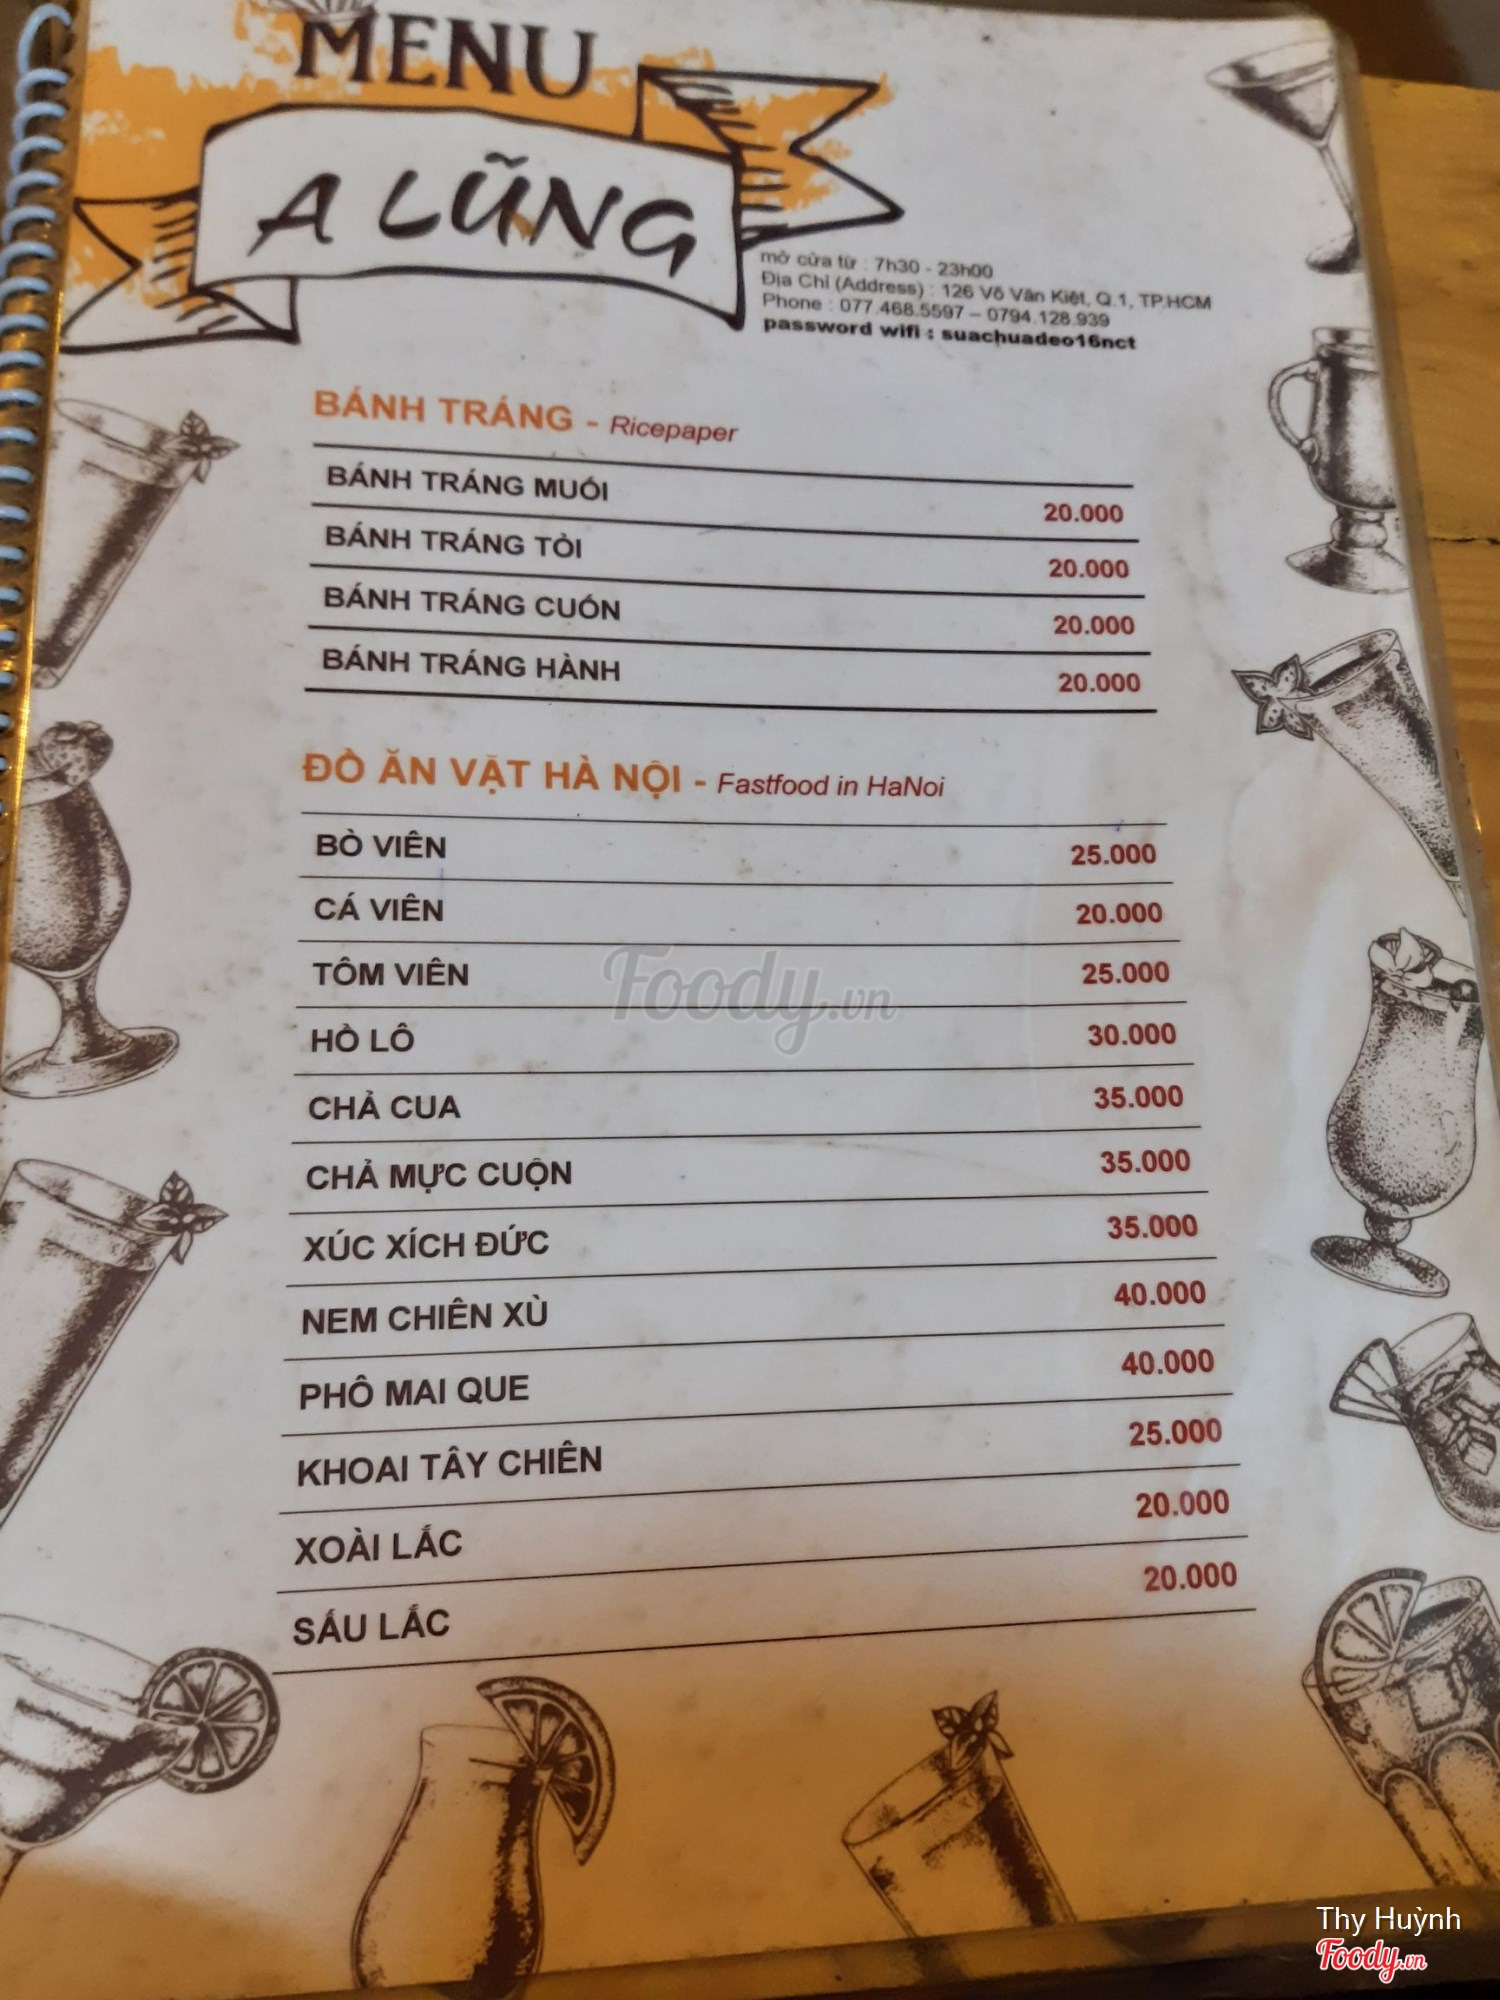 MENU
A LŨNG
mở cửa từ : 7h30 - 23h00
Địa Chỉ (Address) : 126 Võ Văn Kiệt, Q.1, TP.HCM
Phone : 077.468.5597 – 0794.128.939
password wifi : suachuadeo16nct
BÁNH TRÁNG - Ricepaper
BÁNH TRÁNG MUỐI 20.000
BÁNH TRÁNG TỎI 20.000
BÁNH TRÁNG CUỐN 20.000
BÁNH TRÁNG HÀNH 20.000
ĐỒ ĂN VẶT HÀ NỘI - Fastfood in HaNoi
BÒ VIÊN 25.000
CÁ VIÊN 20.000
TÔM VIÊN 25.000
HỒ LÔ 30.000
CHẢ CUA 35.000
CHẢ MỰC CUỘN 35.000
XÚC XÍCH ĐỨC 35.000
NEM CHIÊN XÙ 40.000
PHÔ MAI QUE 40.000
KHOAI TÂY CHIÊN 25.000
XOÀI LẮC 20.000
SẤU LẮC 20.000
Foody.vn
Thy Huỳnh
Foody.vn